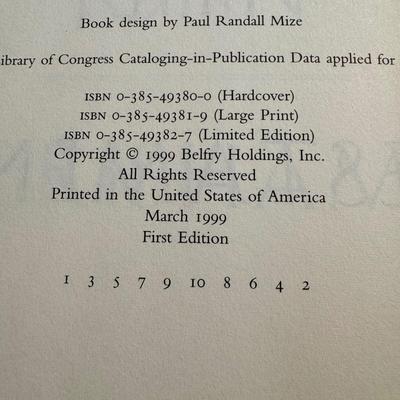 Book design by Paul Randall Mize
ibrary of Congress Cataloging-in-Publication Data applied for
ISBN 0-385-49380-0 (Hardcover)
ISBN 0-385-49381-9 (Large Print)
ISBN 0-385-49382-7 (Limited Edition)
Copyright © 1999 Belfry Holdings, Inc.
All Rights Reserved
Printed in the United States of America
March 1999
First Edition
1 3 5 7 9 10 8 6 4 2